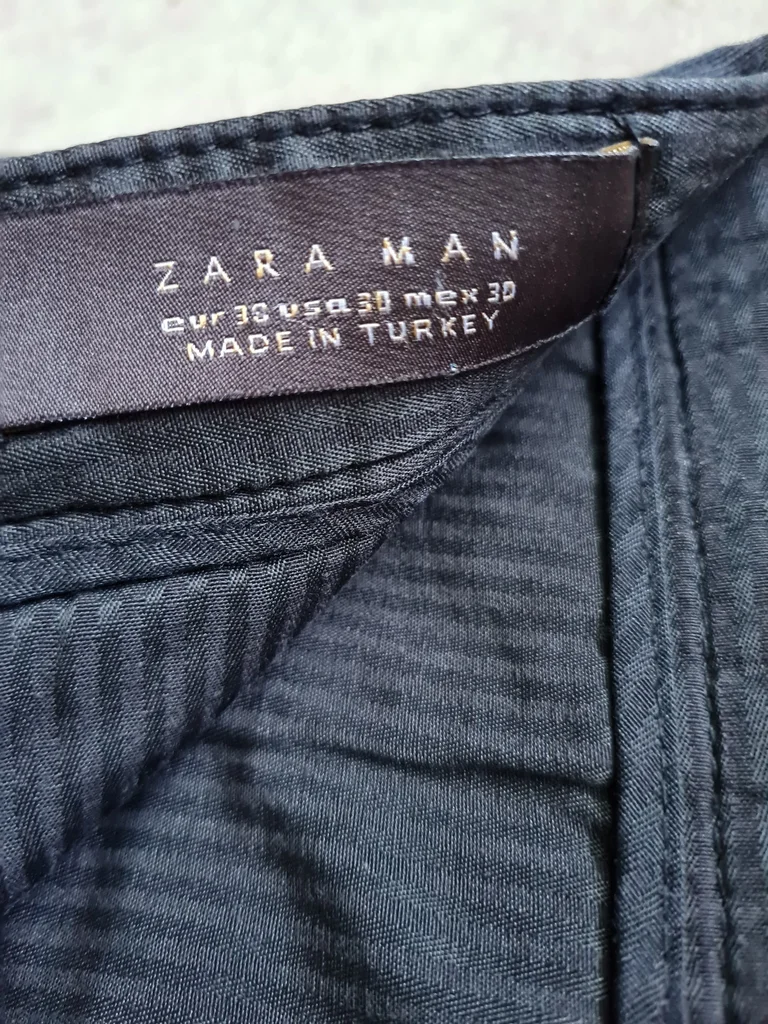 ZARA MAN
eur 38 usa 30 mex 30
MADE IN TURKEY